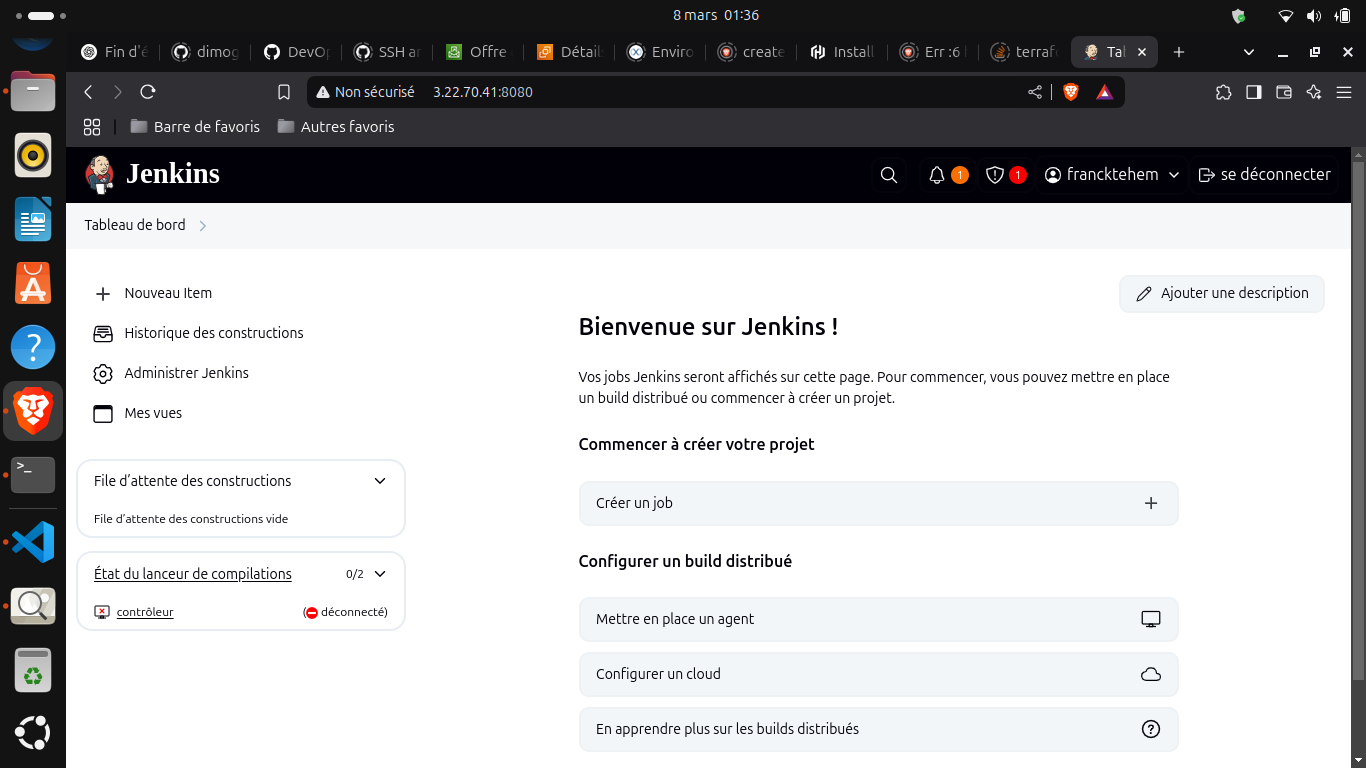 8 mars 01:36
Fin d'é
dimog
DevOp
SSH ar
Offre
Détail
Enviro
create
Install
Err :6
terrafo
Tal
Non sécurisé 3.22.70.41:8080
Barre de favoris Autres favoris
Jenkins 1 1 francktehem se déconnecter
Tableau de bord
Nouveau Item
Historique des constructions
Administrer Jenkins
Mes vues
File d’attente des constructions
File d’attente des constructions vide
État du lanceur de compilations 0/2
contrôleur (déconnecté)
Ajouter une description
Bienvenue sur Jenkins !
Vos jobs Jenkins seront affichés sur cette page. Pour commencer, vous pouvez mettre en place
un build distribué ou commencer à créer un projet.
Commencer à créer votre projet
Créer un job
Configurer un build distribué
Mettre en place un agent
Configurer un cloud
En apprendre plus sur les builds distribués